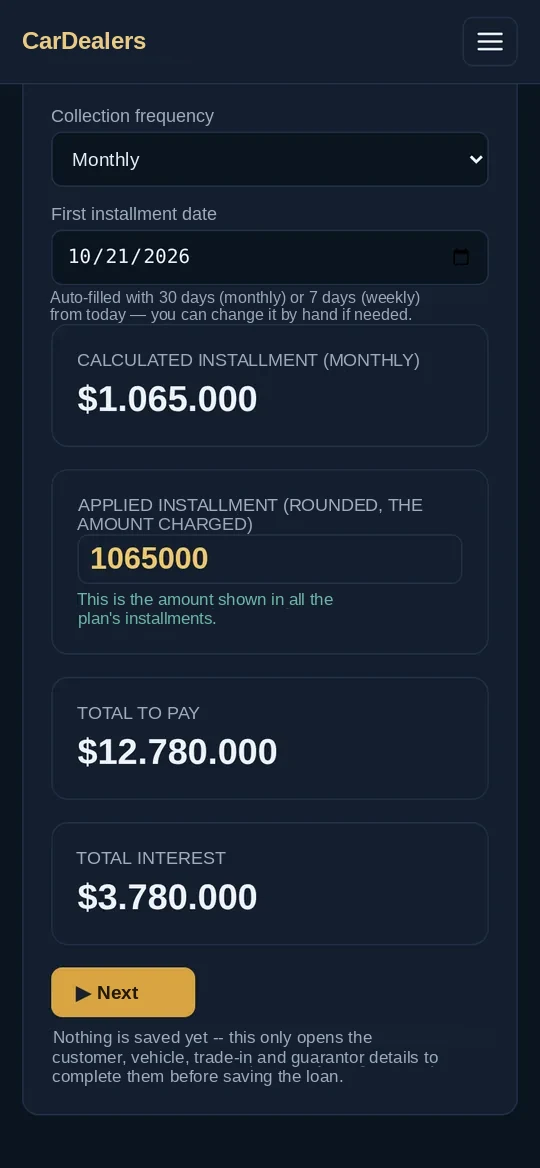 CarDealers
Collection frequency
Monthly
First installment date
10/21/2026
Auto-filled with 30 days (monthly) or 7 days (weekly)
from today — you can change it by hand if needed.
CALCULATED INSTALLMENT (MONTHLY)
$1.065.000
APPLIED INSTALLMENT (ROUNDED, THE
AMOUNT CHARGED)
1065000
This is the amount shown in all the
plan's installments.
TOTAL TO PAY
$12.780.000
TOTAL INTEREST
$3.780.000
▶ Next
Nothing is saved yet -- this only opens the
customer, vehicle, trade-in and guarantor details to
complete them before saving the loan.